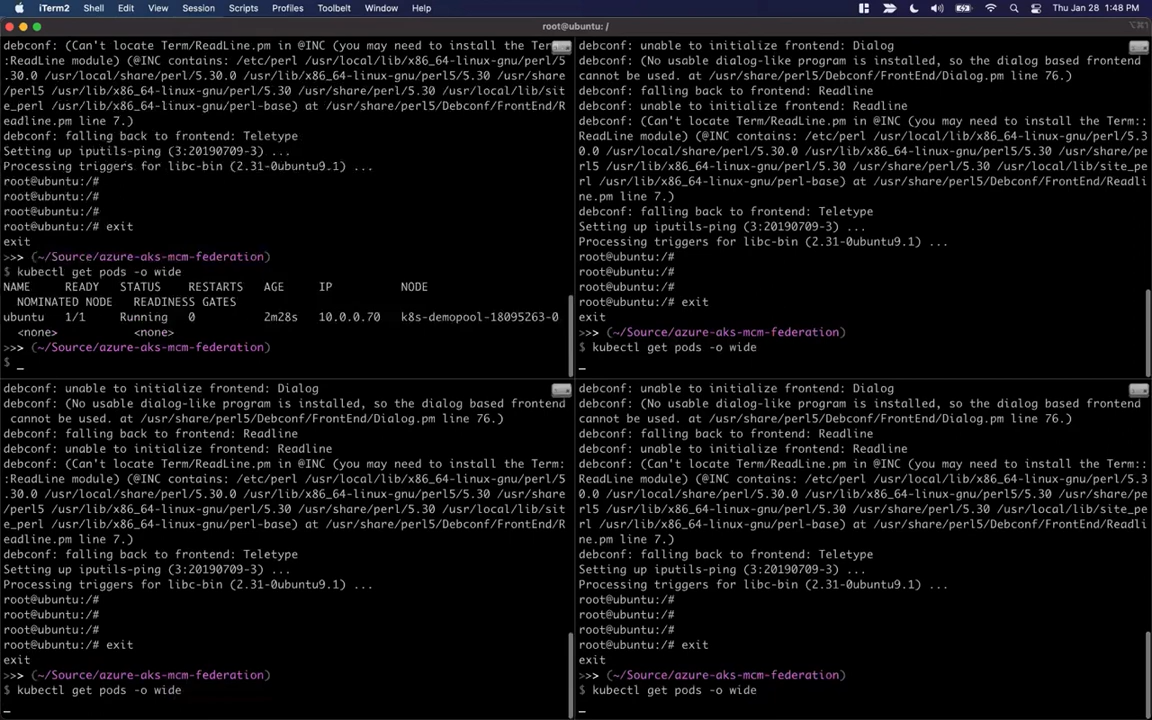 iTerm2 Shell Edit View Session Scripts Profiles Toolbelt Window Help Thu Jan 28 1:48 PM
root@ubuntu: /
debconf: (Can't locate Term/ReadLine.pm in @INC (you may need to install the Ter
:ReadLine module) (@INC contains: /etc/perl /usr/local/lib/x86_64-linux-gnu/perl/5
.30.0 /usr/local/share/perl/5.30.0 /usr/lib/x86_64-linux-gnu/perl5/5.30 /usr/share
/perl5 /usr/lib/x86_64-linux-gnu/perl/5.30 /usr/share/perl/5.30 /usr/local/lib/sit
e_perl /usr/lib/x86_64-linux-gnu/perl-base) at /usr/share/perl5/Debconf/FrontEnd/R
eadline.pm line 7.)
debconf: falling back to frontend: Teletype
Setting up iputils-ping (3:20190709-3) ...
Processing triggers for libc-bin (2.31-0ubuntu9.1) ...
root@ubuntu:/#
root@ubuntu:/#
root@ubuntu:/#
root@ubuntu:/# exit
exit
>>> (~/Source/azure-aks-mcm-federation)
$ kubectl get pods -o wide
NAME READY STATUS RESTARTS AGE IP NODE
NOMINATED NODE READINESS GATES
ubuntu 1/1 Running 0 2m28s 10.0.0.70 k8s-demopool-18095263-0
<none> <none>
>>> (~/Source/azure-aks-mcm-federation)
$ _
debconf: unable to initialize frontend: Dialog
debconf: (No usable dialog-like program is installed, so the dialog based frontend
cannot be used. at /usr/share/perl5/Debconf/FrontEnd/Dialog.pm line 76.)
debconf: falling back to frontend: Readline
debconf: unable to initialize frontend: Readline
debconf: (Can't locate Term/ReadLine.pm in @INC (you may need to install the Term::
ReadLine module) (@INC contains: /etc/perl /usr/local/lib/x86_64-linux-gnu/perl/5.3
0.0 /usr/local/share/perl/5.30.0 /usr/lib/x86_64-linux-gnu/perl5/5.30 /usr/share/pe
rl5 /usr/lib/x86_64-linux-gnu/perl/5.30 /usr/share/perl/5.30 /usr/local/lib/site_pe
rl /usr/lib/x86_64-linux-gnu/perl-base) at /usr/share/perl5/Debconf/FrontEnd/Readli
ne.pm line 7.)
debconf: falling back to frontend: Teletype
Setting up iputils-ping (3:20190709-3) ...
Processing triggers for libc-bin (2.31-0ubuntu9.1) ...
root@ubuntu:/#
root@ubuntu:/#
root@ubuntu:/#
root@ubuntu:/# exit
exit
>>> (~/Source/azure-aks-mcm-federation)
$ kubectl get pods -o wide
_
debconf: unable to initialize frontend: Dialog
debconf: (No usable dialog-like program is installed, so the dialog based frontend
cannot be used. at /usr/share/perl5/Debconf/FrontEnd/Dialog.pm line 76.)
debconf: falling back to frontend: Readline
debconf: unable to initialize frontend: Readline
debconf: (Can't locate Term/ReadLine.pm in @INC (you may need to install the Term:
:ReadLine module) (@INC contains: /etc/perl /usr/local/lib/x86_64-linux-gnu/perl/5
.30.0 /usr/local/share/perl/5.30.0 /usr/lib/x86_64-linux-gnu/perl5/5.30 /usr/share
/perl5 /usr/lib/x86_64-linux-gnu/perl/5.30 /usr/share/perl/5.30 /usr/local/lib/sit
e_perl /usr/lib/x86_64-linux-gnu/perl-base) at /usr/share/perl5/Debconf/FrontEnd/R
eadline.pm line 7.)
debconf: falling back to frontend: Teletype
Setting up iputils-ping (3:20190709-3) ...
Processing triggers for libc-bin (2.31-0ubuntu9.1) ...
root@ubuntu:/#
root@ubuntu:/#
root@ubuntu:/#
root@ubuntu:/# exit
exit
>>> (~/Source/azure-aks-mcm-federation)
$ kubectl get pods -o wide
_
debconf: unable to initialize frontend: Dialog
debconf: (No usable dialog-like program is installed, so the dialog based frontend
cannot be used. at /usr/share/perl5/Debconf/FrontEnd/Dialog.pm line 76.)
debconf: falling back to frontend: Readline
debconf: unable to initialize frontend: Readline
debconf: (Can't locate Term/ReadLine.pm in @INC (you may need to install the Term::
ReadLine module) (@INC contains: /etc/perl /usr/local/lib/x86_64-linux-gnu/perl/5.3
0.0 /usr/local/share/perl/5.30.0 /usr/lib/x86_64-linux-gnu/perl5/5.30 /usr/share/pe
rl5 /usr/lib/x86_64-linux-gnu/perl/5.30 /usr/share/perl/5.30 /usr/local/lib/site_pe
rl /usr/lib/x86_64-linux-gnu/perl-base) at /usr/share/perl5/Debconf/FrontEnd/Readli
ne.pm line 7.)
debconf: falling back to frontend: Teletype
Setting up iputils-ping (3:20190709-3) ...
Processing triggers for libc-bin (2.31-0ubuntu9.1) ...
root@ubuntu:/#
root@ubuntu:/#
root@ubuntu:/#
root@ubuntu:/# exit
exit
>>> (~/Source/azure-aks-mcm-federation)
$ kubectl get pods -o wide
_